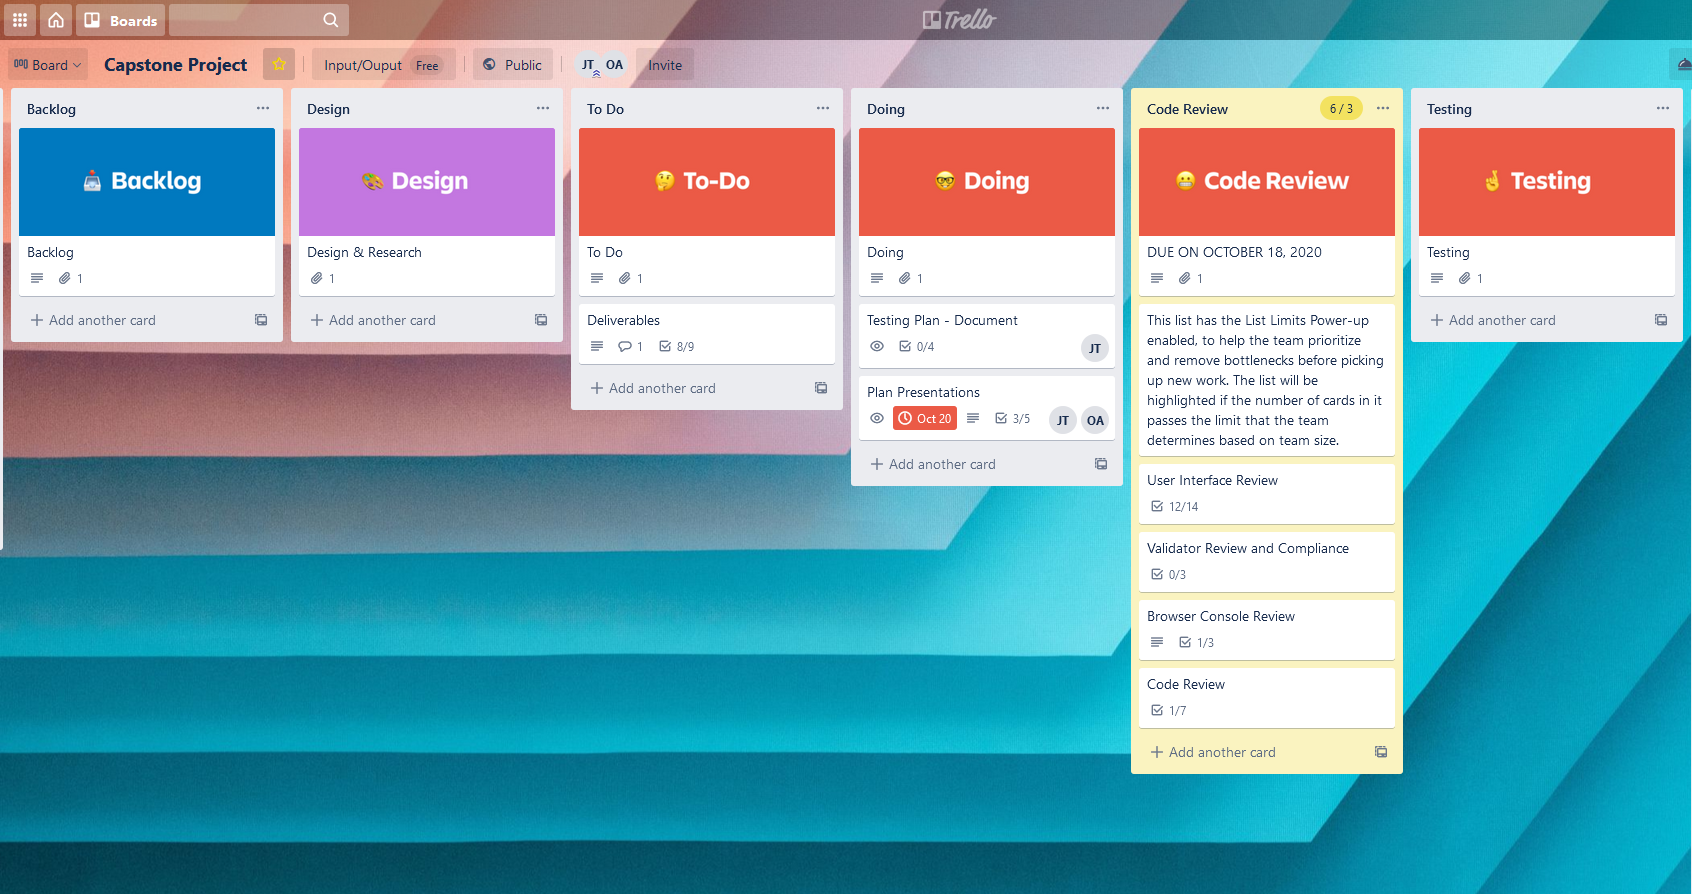 Boards
Trello
Board
Capstone Project
Input/Ouput Free
Public
JT OA
Invite
Backlog
Backlog
Backlog
1
Add another card
Design
Design
Design & Research
1
Add another card
To Do
To-Do
To Do
1
Deliverables
1 8/9
Add another card
Doing
Doing
Doing
1
Testing Plan - Document
0/4
JT
Plan Presentations
Oct 20 3/5 JT OA
Add another card
Code Review 6 / 3
Code Review
DUE ON OCTOBER 18, 2020
1
This list has the List Limits Power-up
enabled, to help the team prioritize
and remove bottlenecks before picking
up new work. The list will be
highlighted if the number of cards in it
passes the limit that the team
determines based on team size.
User Interface Review
12/14
Validator Review and Compliance
0/3
Browser Console Review
1/3
Code Review
1/7
Add another card
Testing
Testing
Testing
1
Add another card